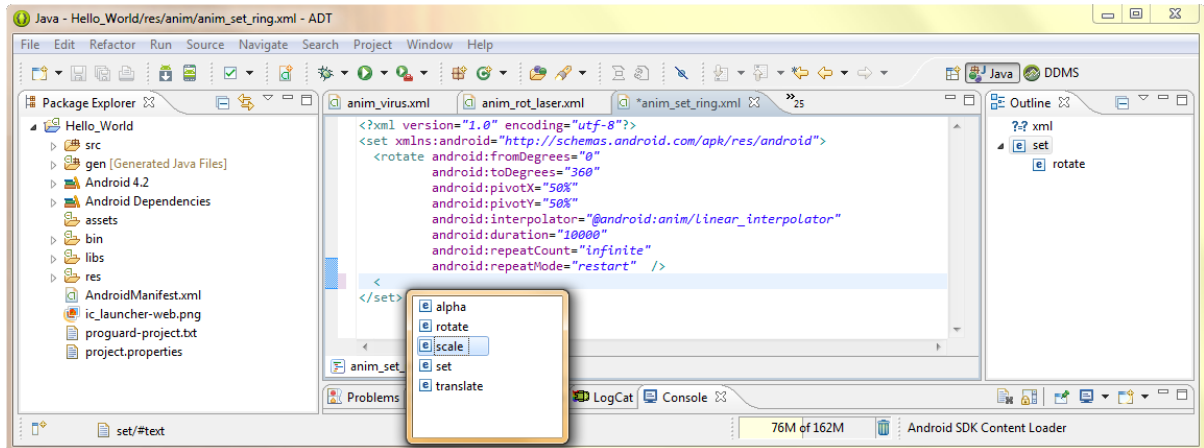 Java - Hello_World/res/anim/anim_set_ring.xml - ADT
File Edit Refactor Run Source Navigate Search Project Window Help
Java DDMS
Package Explorer
Hello_World
src
gen [Generated Java Files]
Android 4.2
Android Dependencies
assets
bin
libs
res
AndroidManifest.xml
ic_launcher-web.png
proguard-project.txt
project.properties
anim_virus.xml anim_rot_laser.xml *anim_set_ring.xml »25
<?xml version="1.0" encoding="utf-8"?>
<set xmlns:android="http://schemas.android.com/apk/res/android">
<rotate android:fromDegrees="0"
android:toDegrees="360"
android:pivotX="50%"
android:pivotY="50%"
android:interpolator="@android:anim/linear_interpolator"
android:duration="10000"
android:repeatCount="infinite"
android:repeatMode="restart" />
<
</set>
alpha
rotate
scale
set
translate
anim_set_
Problems LogCat Console
Outline
?=? xml
set
rotate
set/#text 76M of 162M Android SDK Content Loader